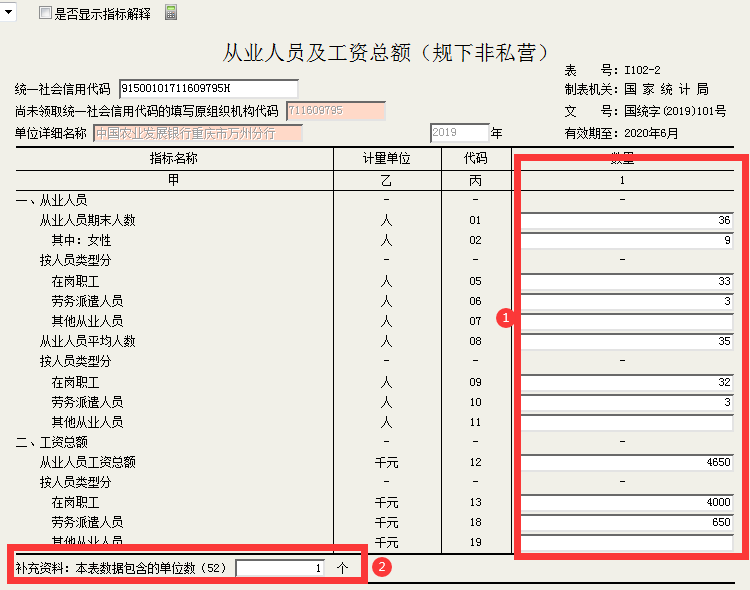 是否显示指标解释
从业人员及工资总额（规下非私营）
表 号：I102-2
统一社会信用代码 91500101711609795H
制表机关：国 家 统 计 局
尚未领取统一社会信用代码的填写原组织机构代码 711609795
文 号：国统字(2019)101号
单位详细名称 中国农业发展银行重庆市万州分行 2019 年
有效期至：2020年6月
指标名称 计量单位 代码 数量
甲 乙 丙 1
一、从业人员 - - -
从业人员期末人数 人 01 36
其中：女性 人 02 9
按人员类型分 - - -
在岗职工 人 05 33
劳务派遣人员 人 06 3
其他从业人员 人 07
1
从业人员平均人数 人 08 35
按人员类型分 - - -
在岗职工 人 09 32
劳务派遣人员 人 10 3
其他从业人员 人 11
二、工资总额 - - -
从业人员工资总额 千元 12 4650
按人员类型分 - - -
在岗职工 千元 13 4000
劳务派遣人员 千元 18 650
其他从业人员 千元 19
补充资料：本表数据包含的单位数（52） 1 个 2